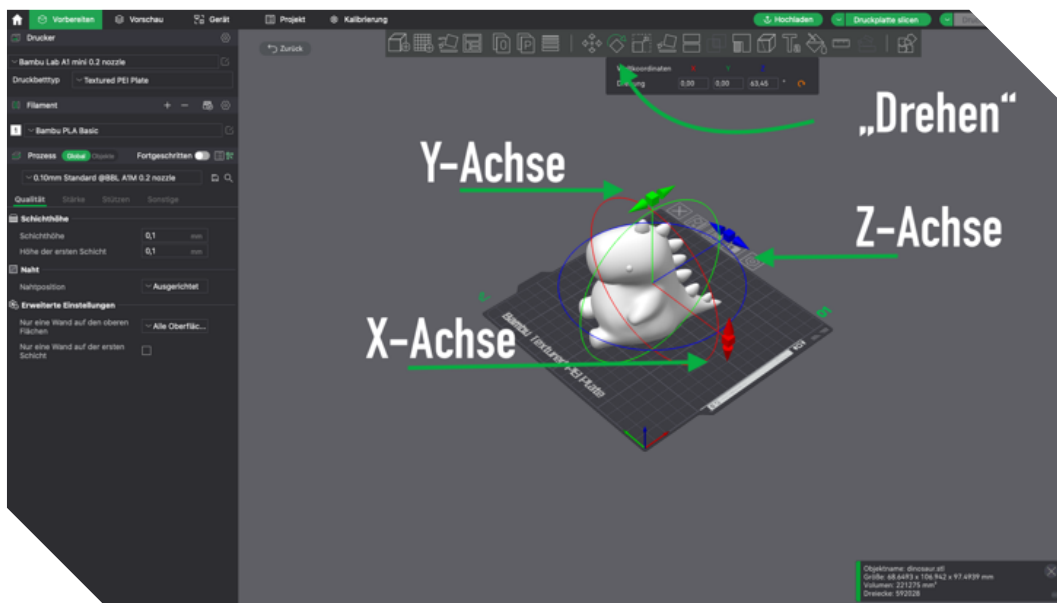 Vorbereiten
Vorschau
Gerät
Projekt
Kalibrierung
Hochladen
Druckplatte slicen
Drucker
Zurück
Bambu Lab A1 mini 0.2 nozzle
Druckbetttyp
Textured PEI Plate
Drehung 0,00 0,00 63,45 °
„Drehen“
Filament
1 Bambu PLA Basic
Prozess Global Objekte Fortgeschritten
0.10mm Standard @BBL A1M 0.2 nozzle
Qualität Stärke Stützen Sonstige
Schichthöhe
Schichthöhe 0,1 mm
Höhe der ersten Schicht 0,1 mm
Naht
Nahtposition Ausgerichtet
Erweiterte Einstellungen
Nur eine Wand auf den oberen
Flächen
Alle Oberfläc...
Nur eine Wand auf der ersten
Schicht
Y-Achse
Z-Achse
X-Achse
Bambu Textured PEI Plate
Objektname: dinosaur.stl
Größe: 68.6493 x 106.942 x 97.4939 mm
Volumen: 221275 mm³
Dreiecke: 592028